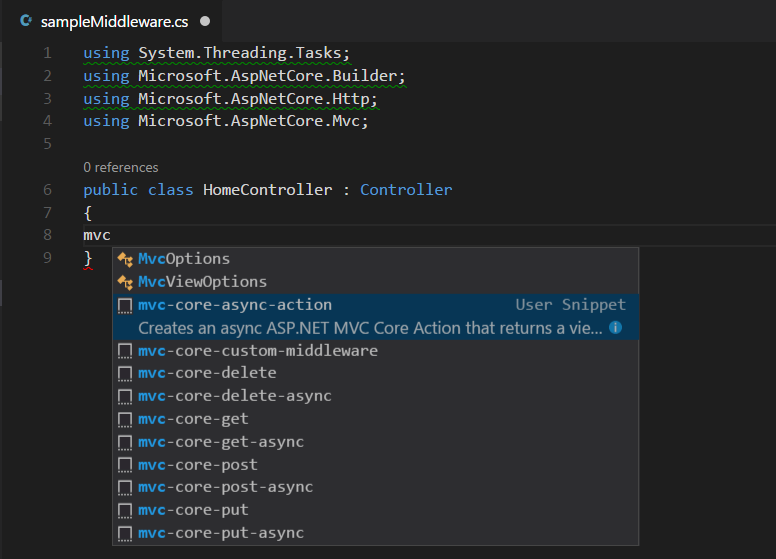 sampleMiddleware.cs
1 using System.Threading.Tasks;
2 using Microsoft.AspNetCore.Builder;
3 using Microsoft.AspNetCore.Http;
4 using Microsoft.AspNetCore.Mvc;
5
0 references
6 public class HomeController : Controller
7 {
8 mvc
9 }
MvcOptions
MvcViewOptions
mvc-core-async-action User Snippet
Creates an async ASP.NET MVC Core Action that returns a vie...
mvc-core-custom-middleware
mvc-core-delete
mvc-core-delete-async
mvc-core-get
mvc-core-get-async
mvc-core-post
mvc-core-post-async
mvc-core-put
mvc-core-put-async